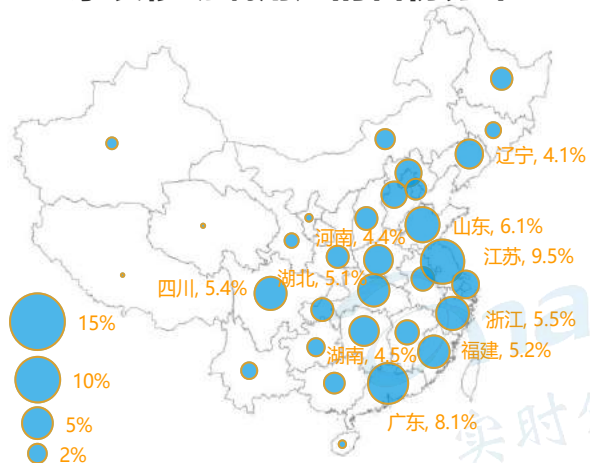 辽宁, 4.1%
山东, 6.1%
河南, 4.4%
江苏, 9.5%
湖北, 5.1%
四川, 5.4%
浙江, 5.5%
15%
福建, 5.2%
湖南, 4.5%
10%
广东, 8.1%
5%
2%
实时